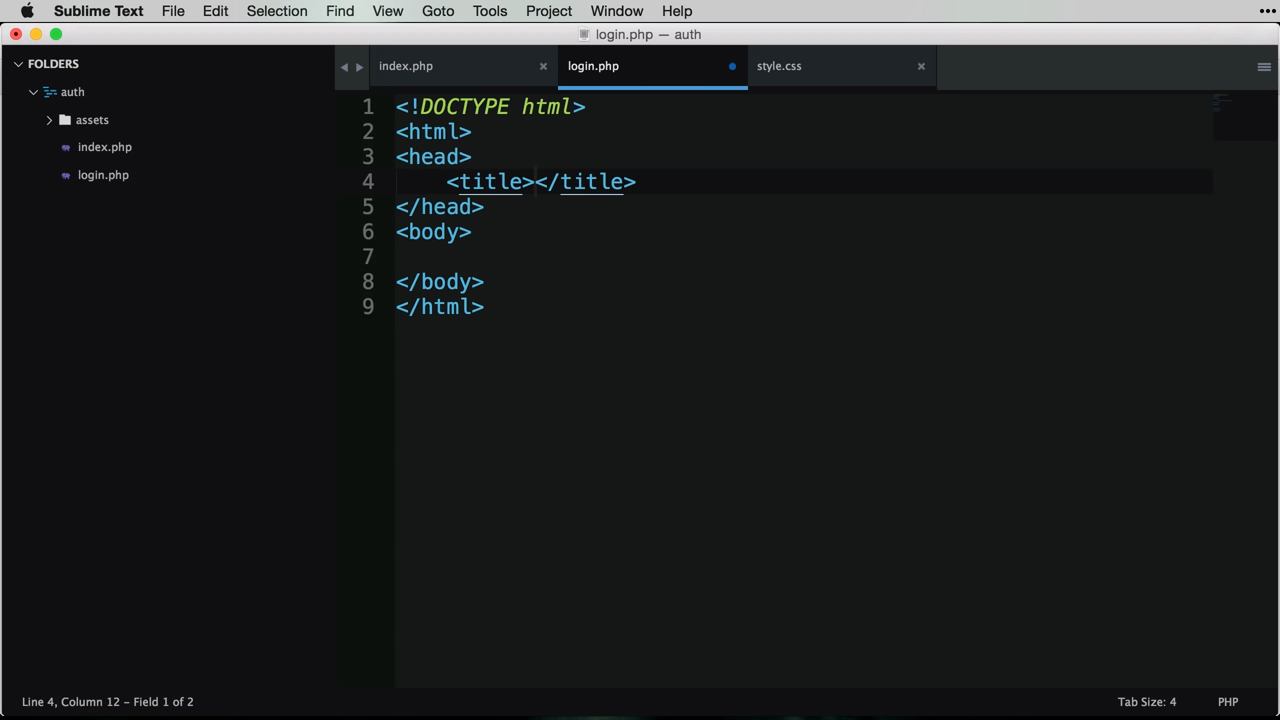 Sublime Text File Edit Selection Find View Goto Tools Project Window Help
login.php — auth
FOLDERS
auth
assets
index.php
login.php
index.php login.php style.css
1 <!DOCTYPE html>
2 <html>
3 <head>
4 <title></title>
5 </head>
6 <body>
7
8 </body>
9 </html>
Line 4, Column 12 – Field 1 of 2 Tab Size: 4 PHP